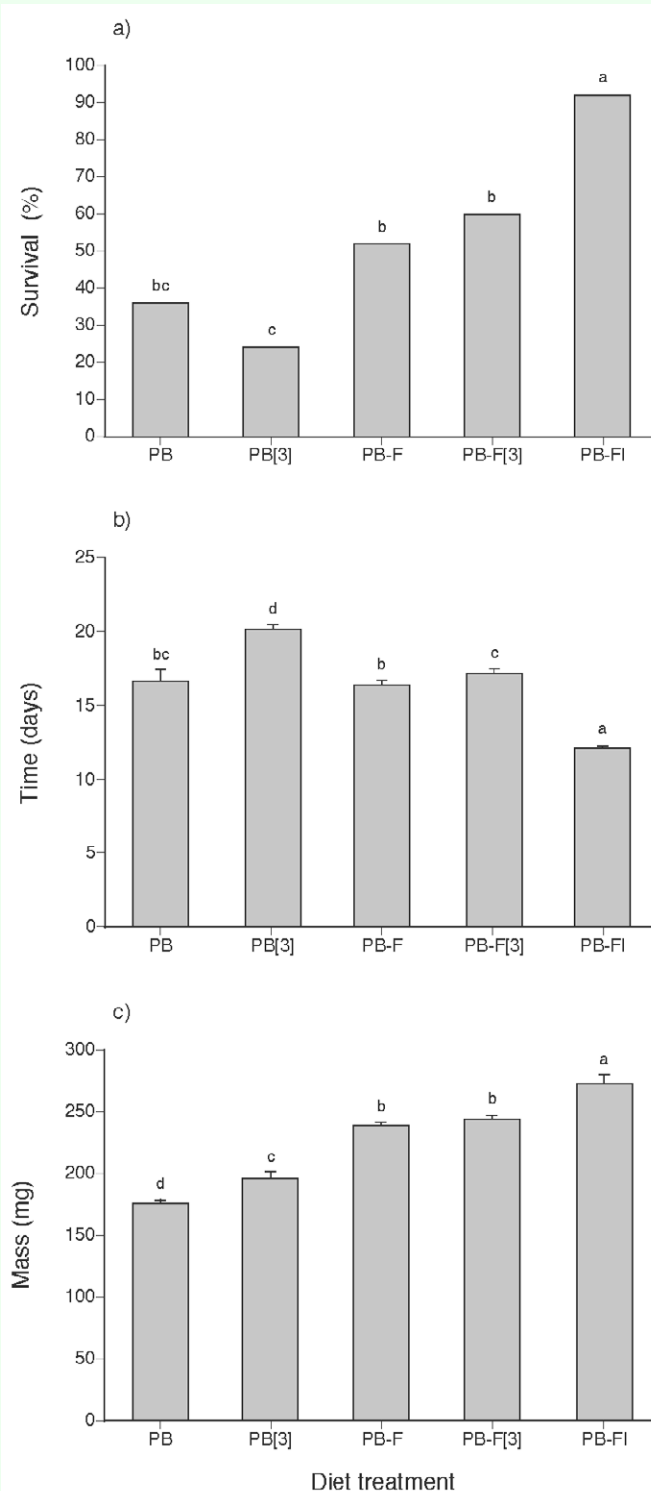 a)
100
90
80
70
60
50
40
30
20
10
0
Survival (%)
bc
c
b
b
a
PB PB[3] PB-F PB-F[3] PB-FI
b)
25
20
15
10
5
0
Time (days)
bc
d
b
c
a
PB PB[3] PB-F PB-F[3] PB-FI
c)
300
250
200
150
100
50
0
Mass (mg)
d
c
b
b
a
PB PB[3] PB-F PB-F[3] PB-FI
Diet treatment